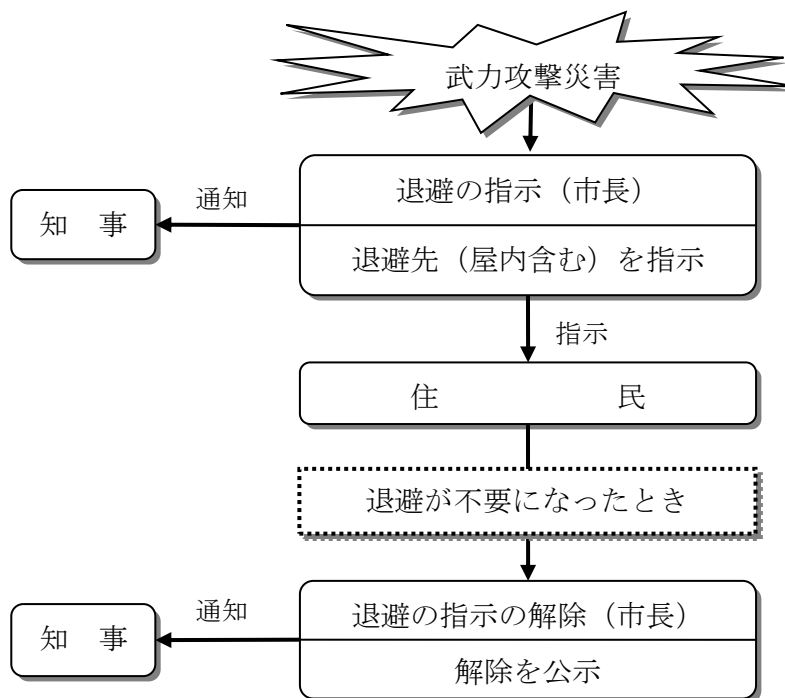 武力攻撃災害
退避の指示（市長）
通知
知　事
退避先（屋内含む）を指示
指示
住　　　　　民
退避が不要になったとき
退避の指示の解除（市長）
通知
知　事
解除を公示